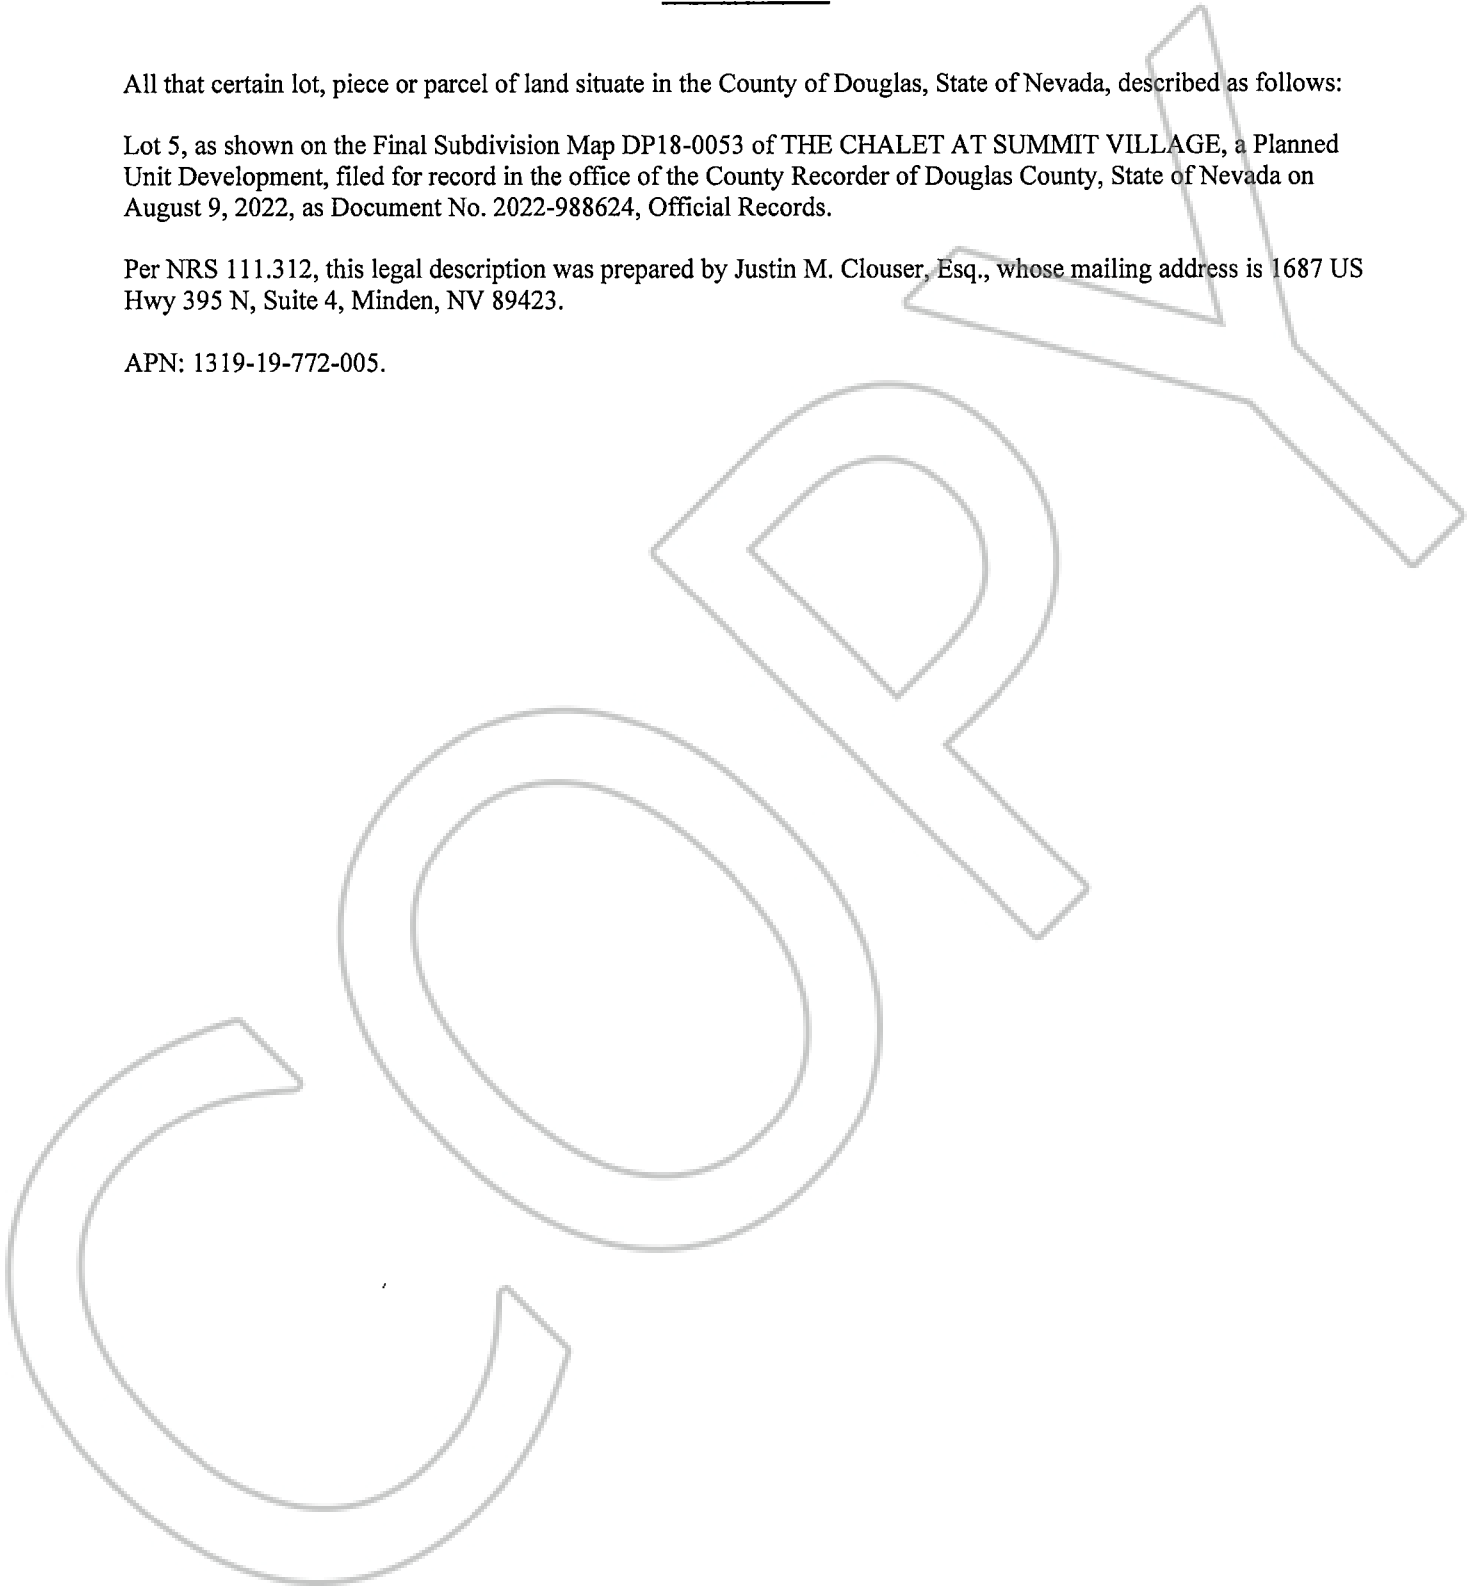 All that certain lot, piece or parcel of land situate in the County of Douglas, State of Nevada, described as follows:
Lot 5, as shown on the Final Subdivision Map DP18-0053 of THE CHALET AT SUMMIT VILLAGE, a Planned
Unit Development, filed for record in the office of the County Recorder of Douglas County, State of Nevada on
August 9, 2022, as Document No. 2022-988624, Official Records.
Per NRS 111.312, this legal description was prepared by Justin M. Clouser, Esq., whose mailing address is 1687 US
Hwy 395 N, Suite 4, Minden, NV 89423.
APN: 1319-19-772-005.
COPY